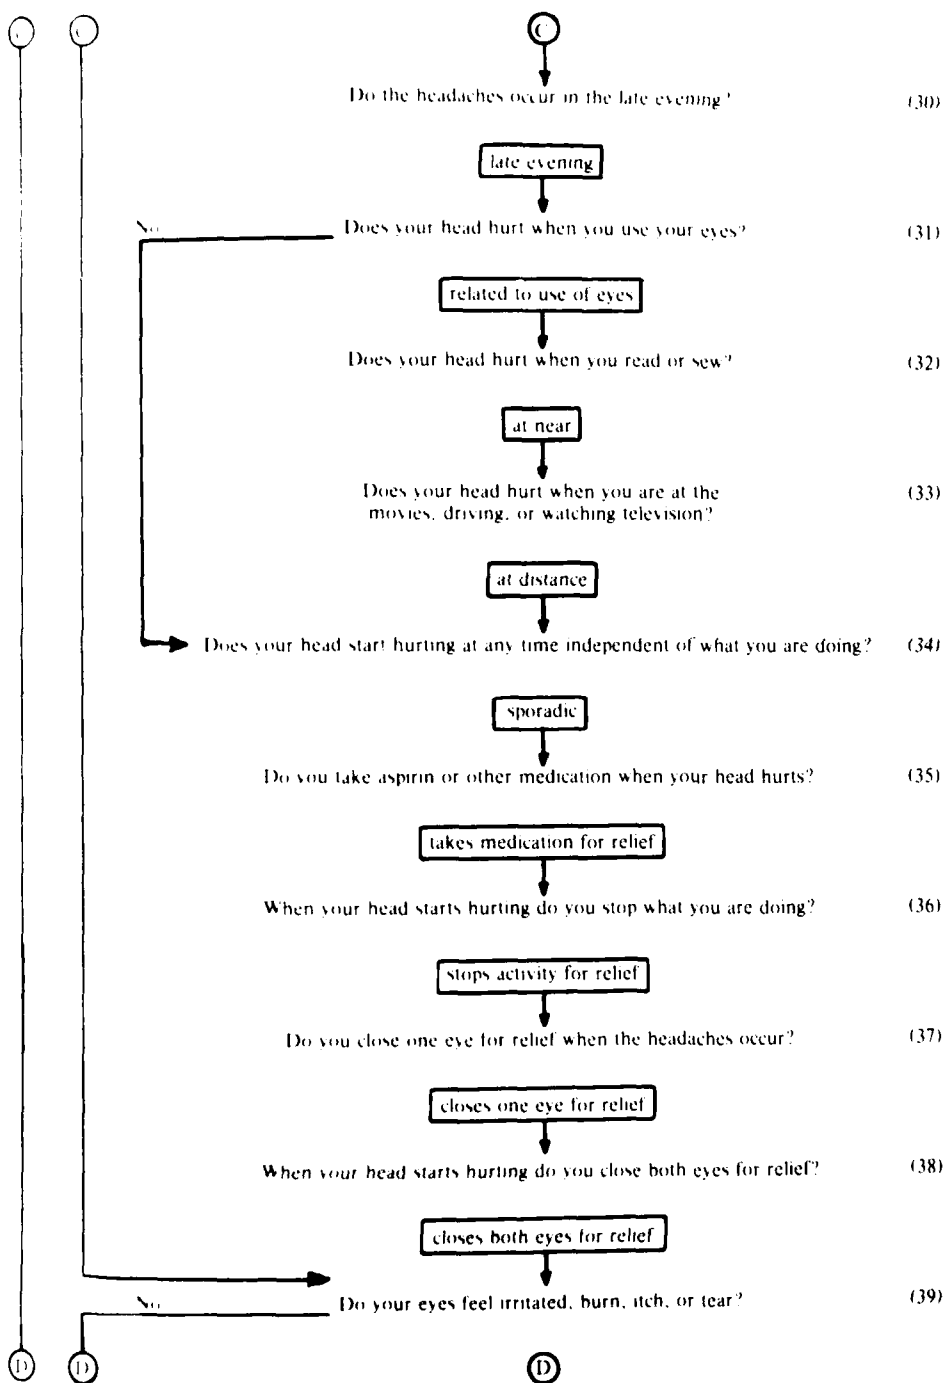 C C C
Do the headaches occur in the late evening? (30)
late evening
No Does your head hurt when you use your eyes? (31)
related to use of eyes
Does your head hurt when you read or sew? (32)
at near
Does your head hurt when you are at the (33)
movies, driving, or watching television?
at distance
Does your head start hurting at any time independent of what you are doing? (34)
sporadic
Do you take aspirin or other medication when your head hurts? (35)
takes medication for relief
When your head starts hurting do you stop what you are doing? (36)
stops activity for relief
Do you close one eye for relief when the headaches occur? (37)
closes one eye for relief
When your head starts hurting do you close both eyes for relief? (38)
closes both eyes for relief
No Do your eyes feel irritated, burn, itch, or tear? (39)
D D D